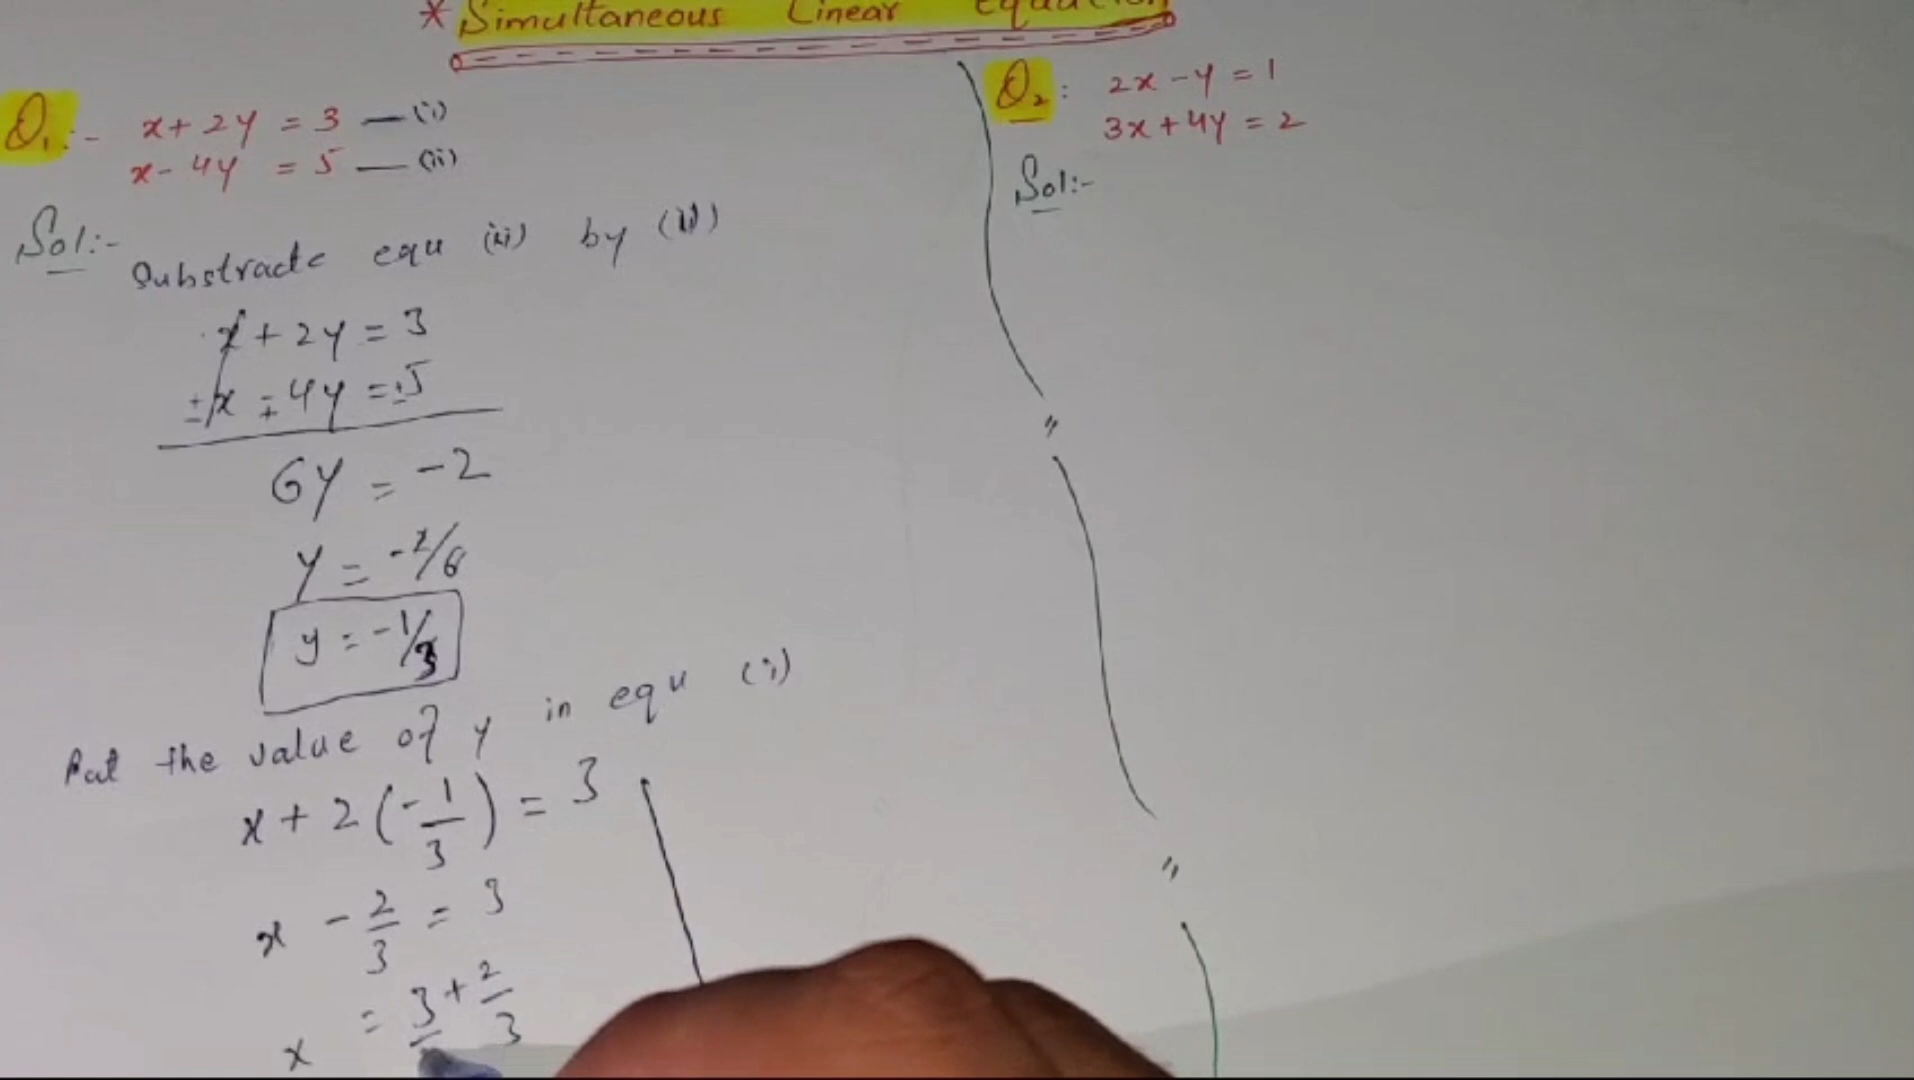 * Simultaneous Linear Equation
Q1:- x + 2y = 3 — (i)
x - 4y = 5 — (ii)
Sol:-
Substracte equ (ii) by (i)
x + 2y = 3
± x ∓ 4y = ± 5
6y = -2
y = -2/6
y = -1/3
Put the value of y in equ (i)
x + 2 (-1/3) = 3
x - 2/3 = 3
x = 3 + 2/3
Q2: 2x - y = 1
3x + 4y = 2
Sol:-